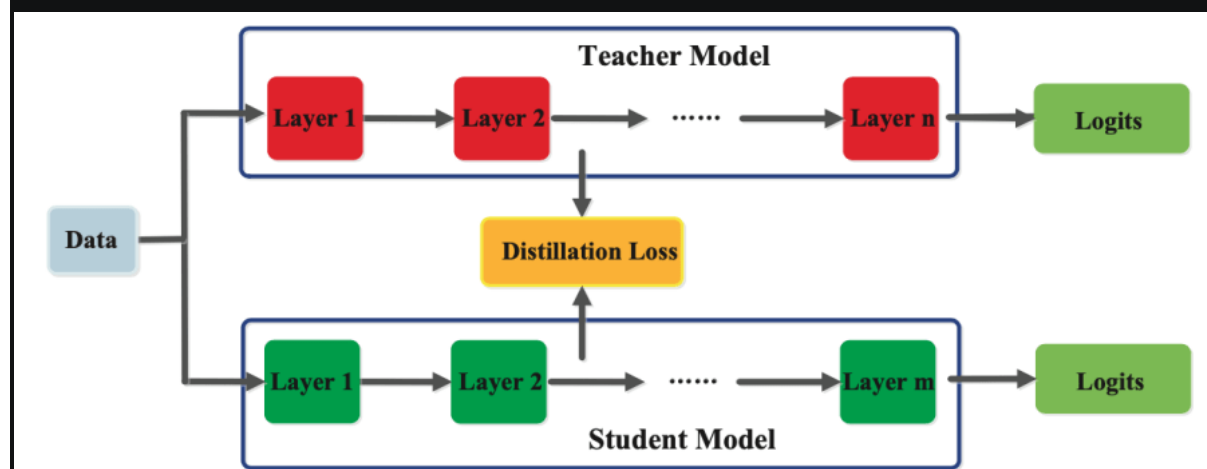 Teacher Model
Layer 1
Layer 2
......
Layer n
Logits
Data
Distillation Loss
Layer 1
Layer 2
......
Layer m
Logits
Student Model